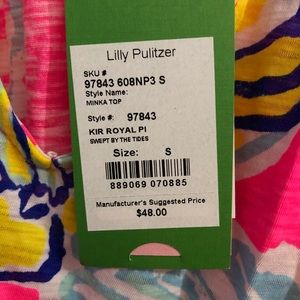 Lilly Pulitzer
SKU #
97843 608NP3 S
Style Name:
MINKA TOP
Style #: 97843
KIR ROYAL PI
SWEPT BY THE TIDES
Size: S
889069 070885
Manufacturer's Suggested Price
$48.00